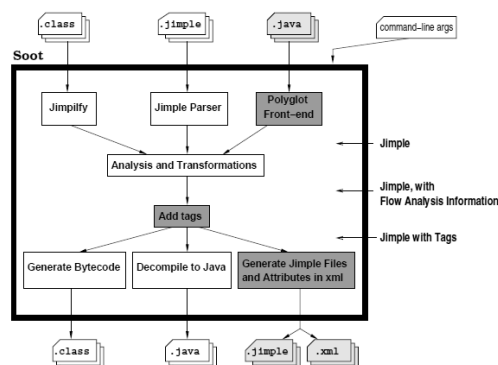 .class
.jimple
.java
command-line args
Soot
Jimpilfy
Jimple Parser
Polyglot
Front-end
Jimple
Analysis and Transformations
Jimple, with
Flow Analysis Information
Add tags
Jimple with Tags
Generate Bytecode
Decompile to Java
Generate Jimple Files
and Attributes in xml
.class
.java
.jimple
.xml